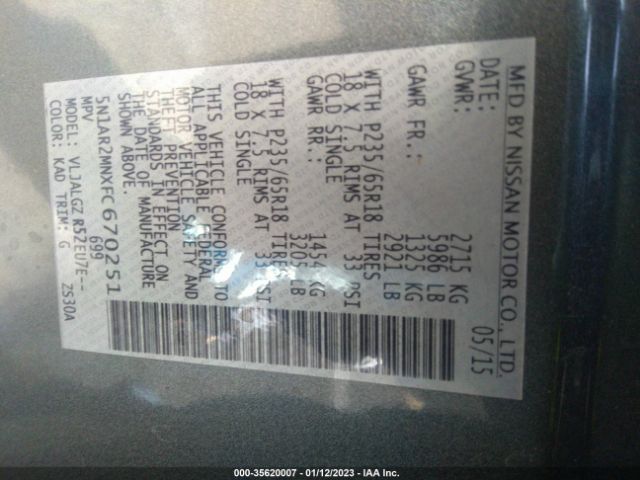 MFD BY NISSAN MOTOR CO., LTD.
DATE: 05/15
GVWR: 2715 KG
5986 LB
GAWR FR.: 1325 KG
2921 LB
WITH P235/65R18 TIRES
18 X 7.5 RIMS AT 33 PSI
COLD SINGLE
GAWR RR.: 1454 KG
3205 LB
WITH P235/65R18 TIRES
18 X 7.5 RIMS AT 33 PSI
COLD SINGLE
THIS VEHICLE CONFORMS TO
ALL APPLICABLE FEDERAL
MOTOR VEHICLE SAFETY AND
THEFT PREVENTION
STANDARDS IN EFFECT ON
THE DATE OF MANUFACTURE
SHOWN ABOVE.
5N1AR2MNXFC670251
MPV 699
MODEL: VLJALGZ R52EU7E--
COLOR: KAD TRIM: G ZS30A
000-35620007 - 01/12/2023 - IAA Inc.